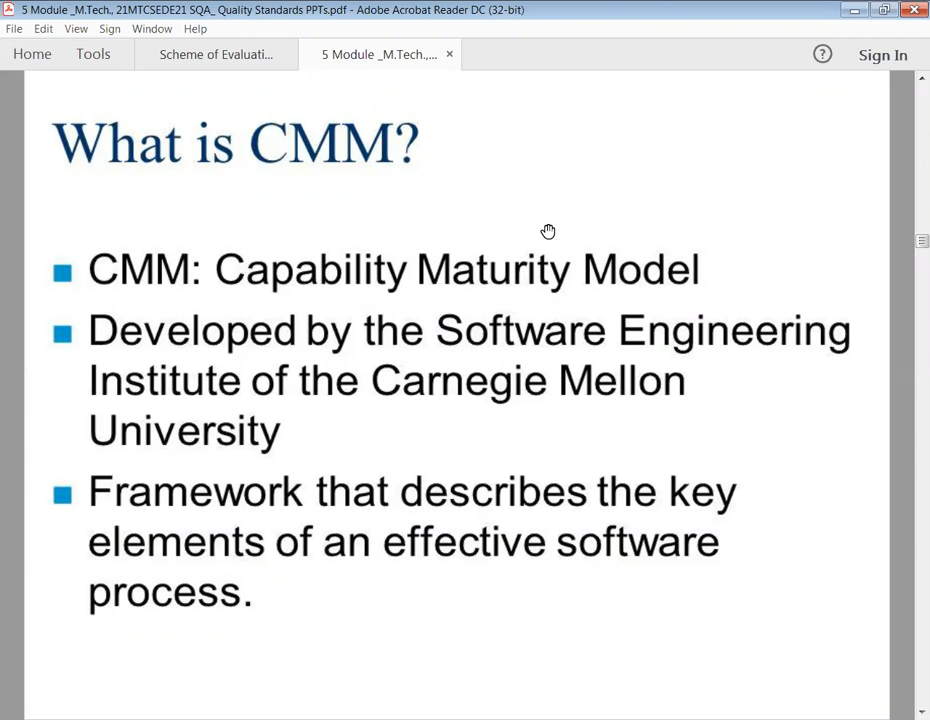 5 Module _M.Tech., 21MTCSEDE21 SQA_ Quality Standards PPTs.pdf - Adobe Acrobat Reader DC (32-bit)
File Edit View Sign Window Help
Home Tools Scheme of Evaluati... 5 Module _M.Tech.,... × ? Sign In
What is CMM?
CMM: Capability Maturity Model
Developed by the Software Engineering
Institute of the Carnegie Mellon
University
Framework that describes the key
elements of an effective software
process.